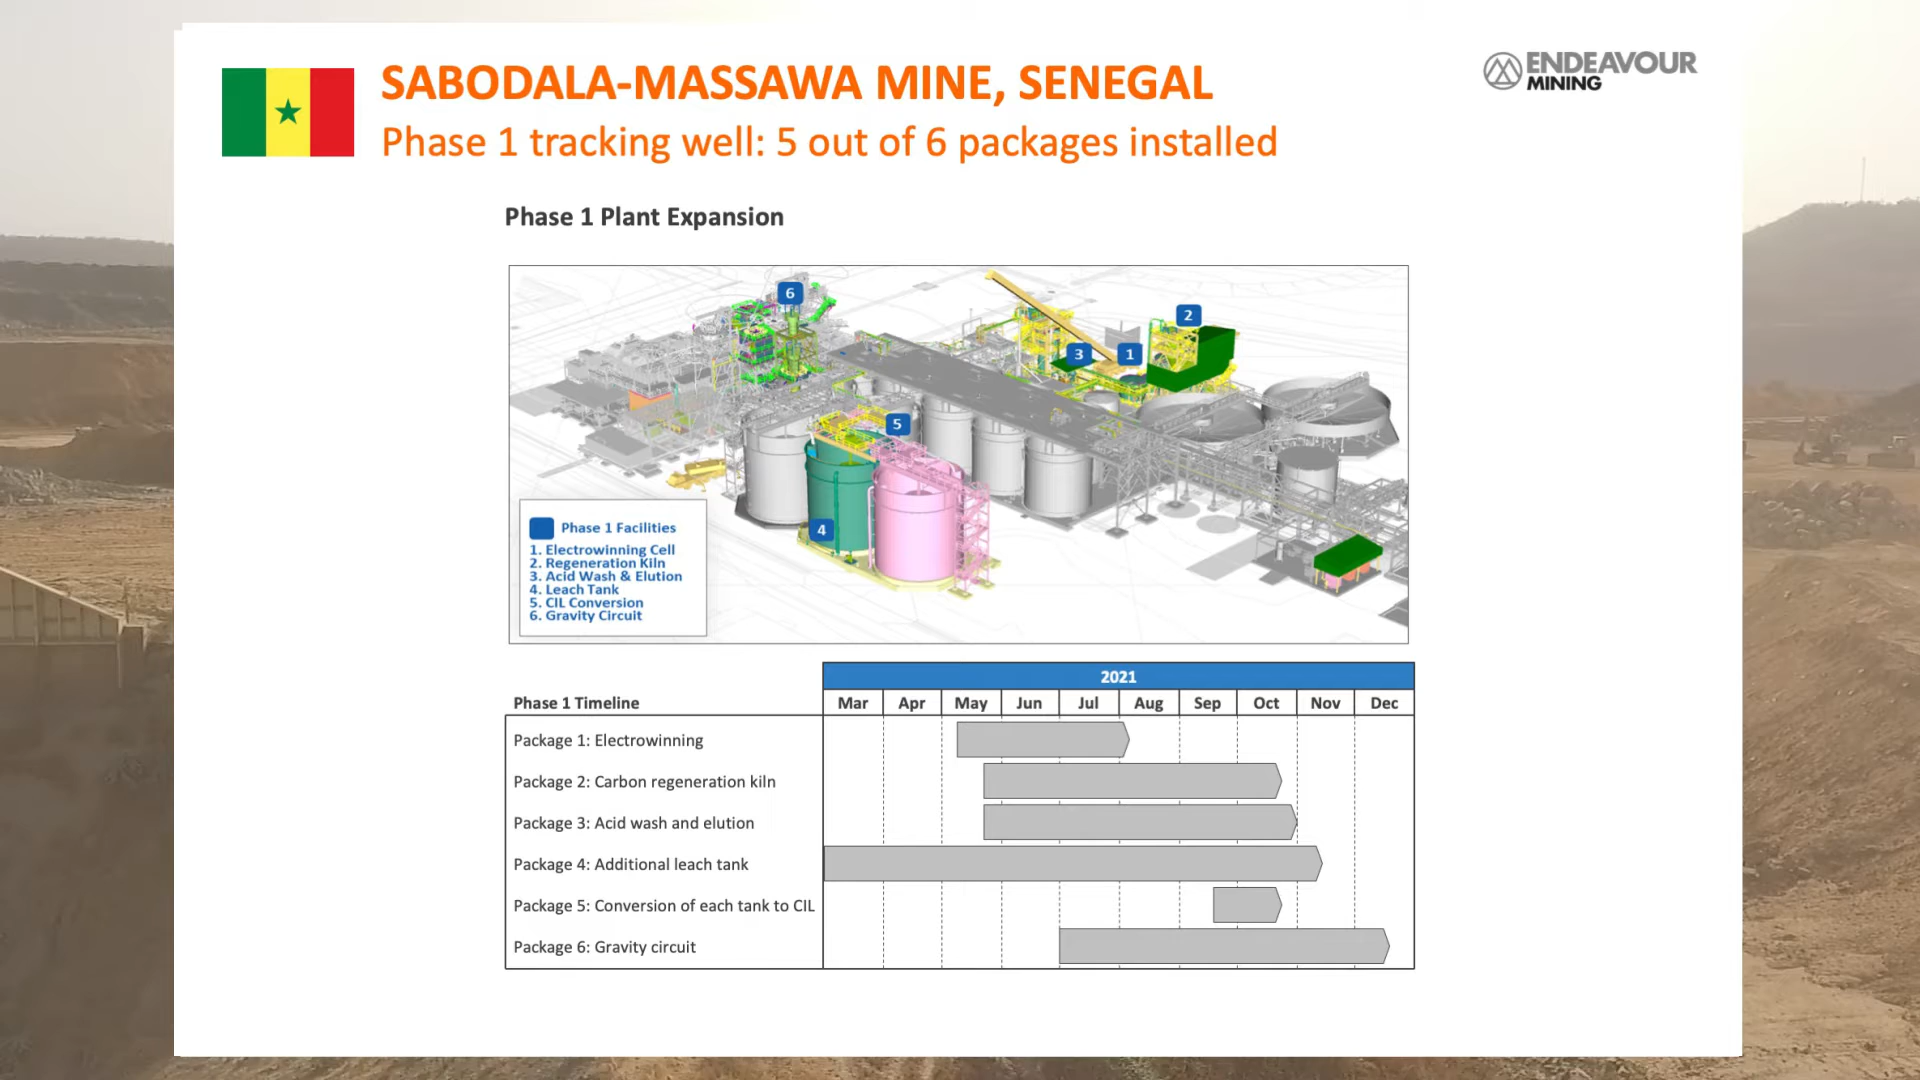 SABODALA-MASSAWA MINE, SENEGAL
Phase 1 tracking well: 5 out of 6 packages installed
ENDEAVOUR
MINING
Phase 1 Plant Expansion
6
2
3
1
5
4
Phase 1 Facilities
1. Electrowinning Cell
2. Regeneration Kiln
3. Acid Wash & Elution
4. Leach Tank
5. CIL Conversion
6. Gravity Circuit
2021
Phase 1 Timeline Mar Apr May Jun Jul Aug Sep Oct Nov Dec
Package 1: Electrowinning
Package 2: Carbon regeneration kiln
Package 3: Acid wash and elution
Package 4: Additional leach tank
Package 5: Conversion of each tank to CIL
Package 6: Gravity circuit